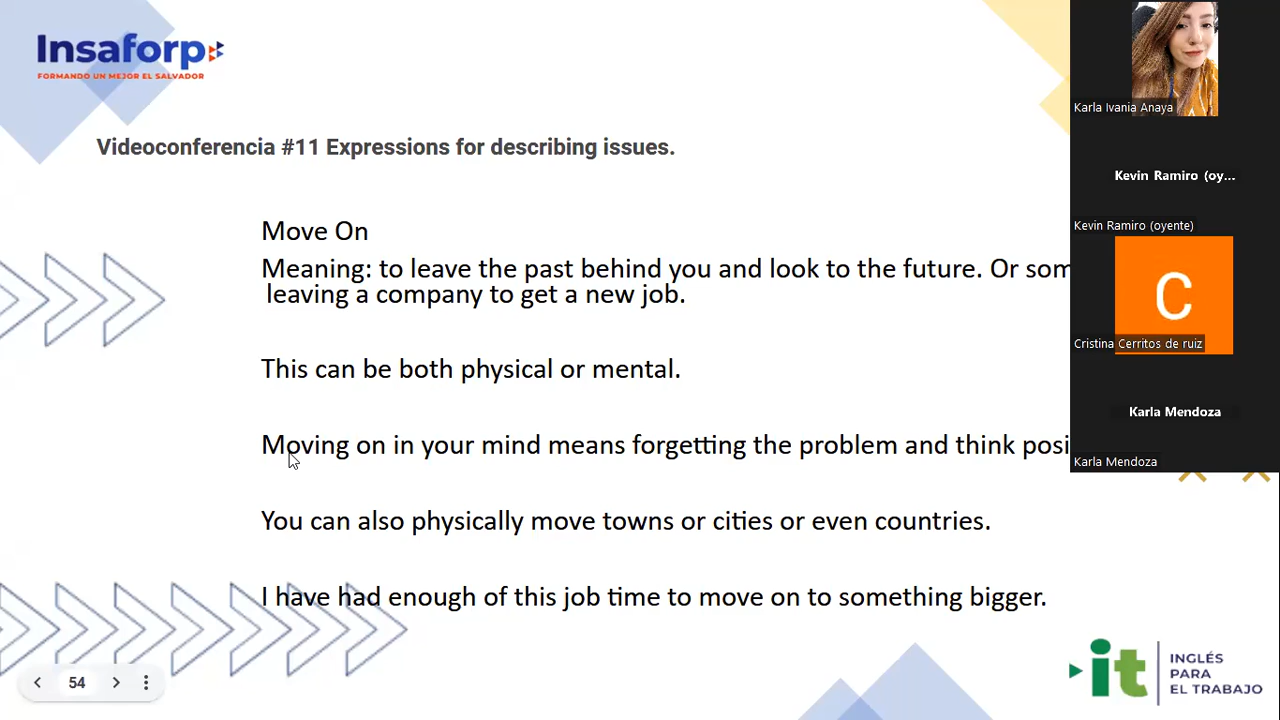 Insaforp
FORMANDO UN MEJOR EL SALVADOR
Videoconferencia #11 Expressions for describing issues.
Move On
Meaning: to leave the past behind you and look to the future. Or
leaving a company to get a new job.
This can be both physical or mental.
Moving on in your mind means forgetting the problem and think
You can also physically move towns or cities or even countries.
I have had enough of this job time to move on to something bigger.
54
Karla Ivania Anaya
Kevin Ramiro (oy...
Kevin Ramiro (oyente)
C
Cristina Cerritos de ruiz
Karla Mendoza
Karla Mendoza
it
INGLÉS
PARA
EL TRABAJO